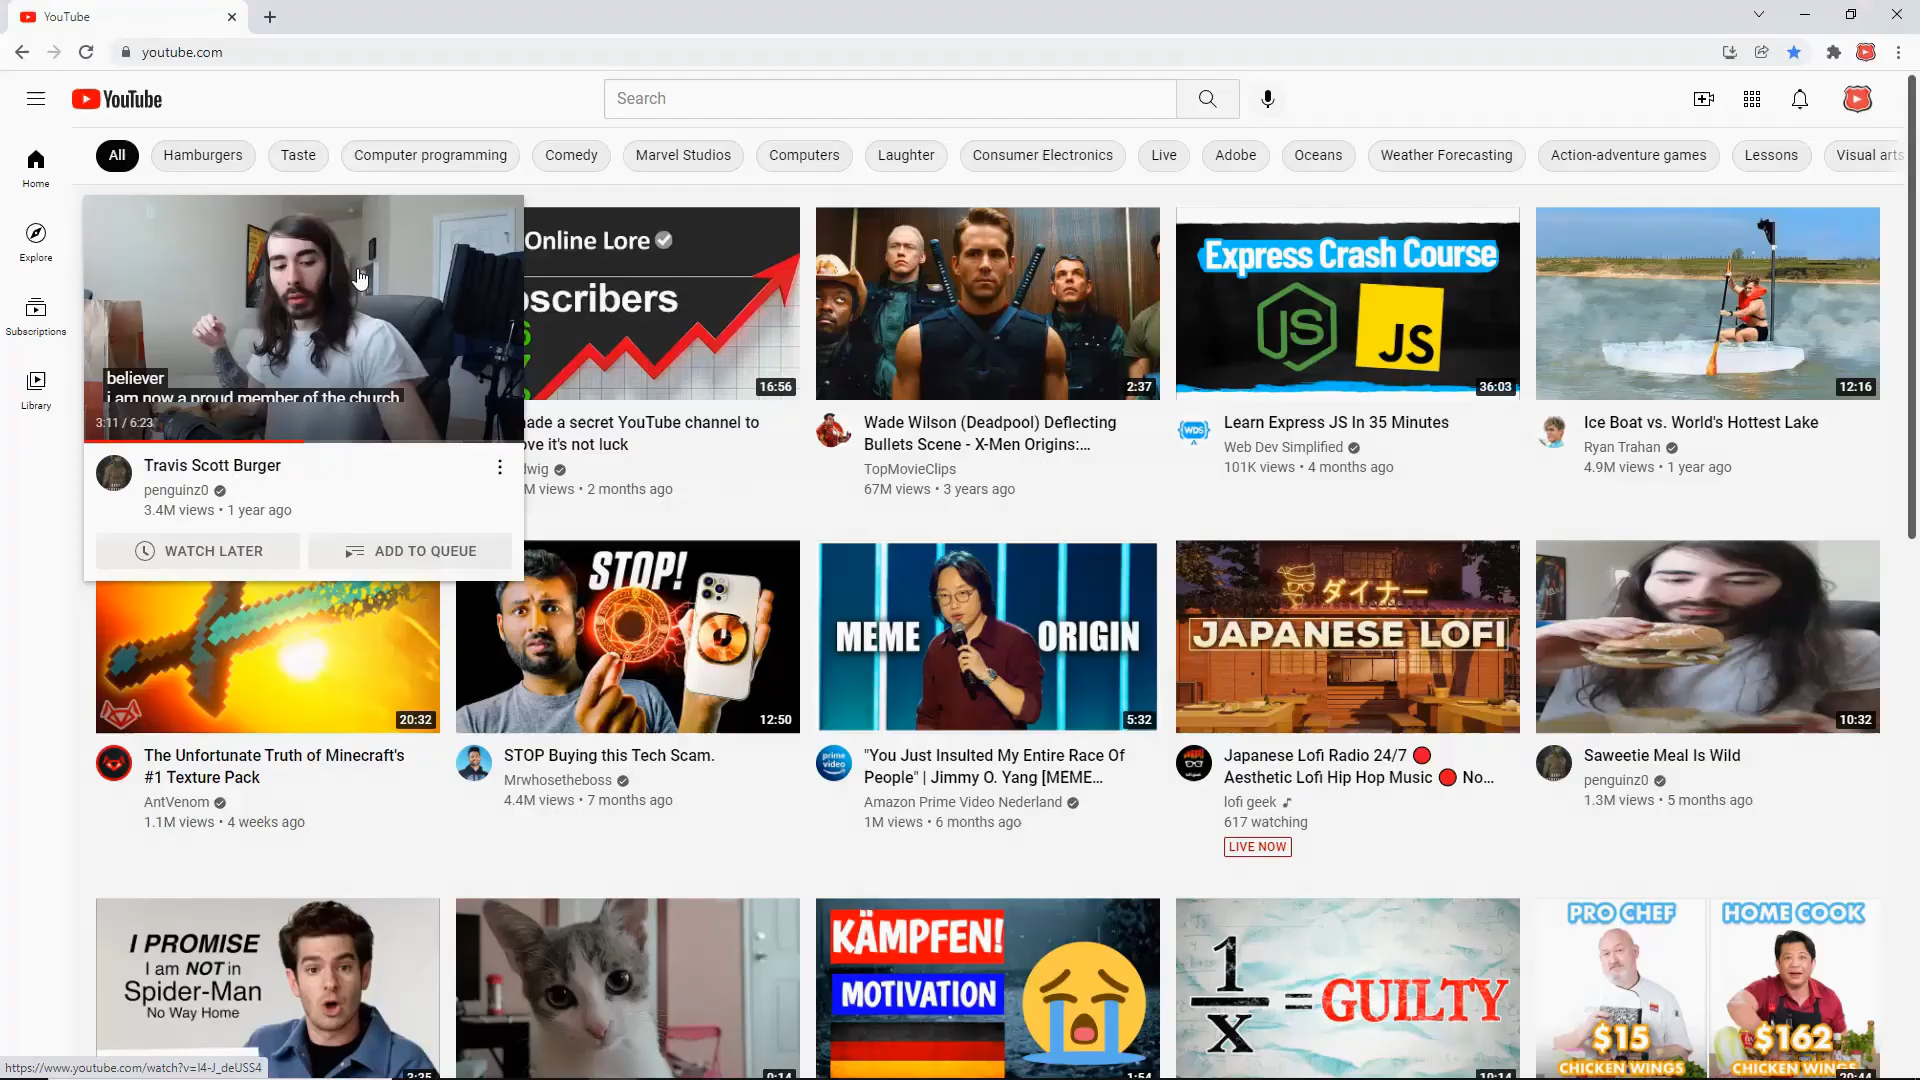 YouTube
youtube.com
YouTube
Search
All
Hamburgers
Taste
Computer programming
Comedy
Marvel Studios
Computers
Laughter
Consumer Electronics
Live
Adobe
Oceans
Weather Forecasting
Action-adventure games
Lessons
Visual arts
Home
Explore
Subscriptions
Library
believer
i am now a proud member of the church
3:11 / 6:23
Travis Scott Burger
penguinz0
3.4M views • 1 year ago
WATCH LATER
ADD TO QUEUE
Online Lore
scribers
16:56
ade a secret YouTube channel to
ve it's not luck
dwig
M views • 2 months ago
2:37
Wade Wilson (Deadpool) Deflecting
Bullets Scene - X-Men Origins:...
TopMovieClips
67M views • 3 years ago
Express Crash Course
JS
JS
36:03
Learn Express JS In 35 Minutes
WDS
Web Dev Simplified
101K views • 4 months ago
12:16
Ice Boat vs. World's Hottest Lake
Ryan Trahan
4.9M views • 1 year ago
20:32
The Unfortunate Truth of Minecraft's
#1 Texture Pack
AntVenom
1.1M views • 4 weeks ago
STOP!
12:50
STOP Buying this Tech Scam.
Mrwhosetheboss
4.4M views • 7 months ago
MEME ORIGIN
5:32
prime
video
"You Just Insulted My Entire Race Of
People" | Jimmy O. Yang [MEME...
Amazon Prime Video Nederland
1M views • 6 months ago
ダイナー
JAPANESE LOFI
Japanese Lofi Radio 24/7 🔴
Aesthetic Lofi Hip Hop Music 🔴 No...
lofi geek
617 watching
LIVE NOW
10:32
Saweetie Meal Is Wild
penguinz0
1.3M views • 5 months ago
I PROMISE
I am NOT in
Spider-Man
No Way Home
3:35
0:14
KÄMPFEN!
MOTIVATION
1:54
1/x = GUILTY
10:14
PRO CHEF
HOME COOK
$15
CHICKEN WINGS
$162
CHICKEN WINGS
20:44
https://www.youtube.com/watch?v=l4-J_deUSS4